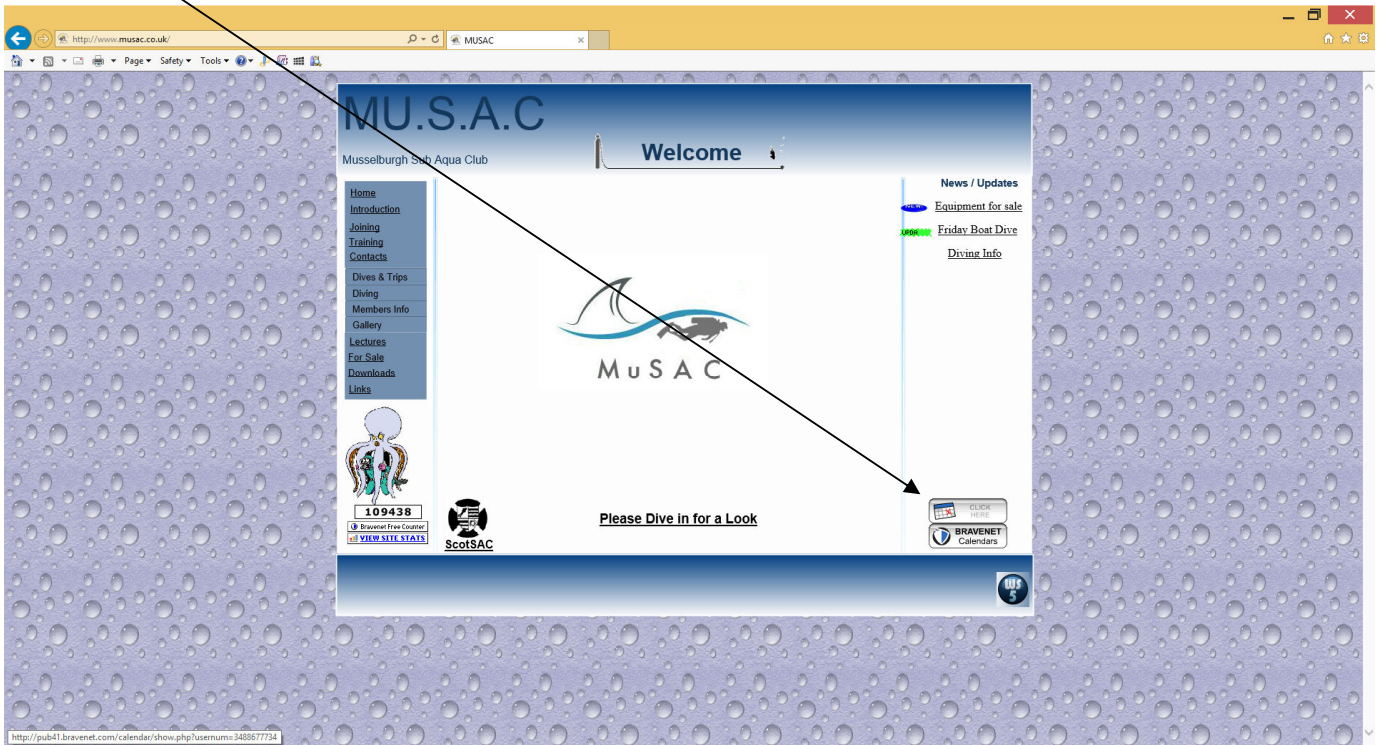 http://www.musac.co.uk/
MUSAC
Page Safety Tools
MU.S.A.C
Musselburgh Sub Aqua Club
Welcome
Home
Introduction
Joining
Training
Contacts
Dives & Trips
Diving
Members Info
Gallery
Lectures
For Sale
Downloads
Links
109438
Bravenet Free Counter
VIEW SITE STATS
ScotSAC
MuSAC
Please Dive in for a Look
News / Updates
NEW
Equipment for sale
Friday Boat Dive
Diving Info
CLICK
HERE
BRAVENET
Calendars
WS
5
http://pub41.bravenet.com/calendar/show.php?usernum=3488677734